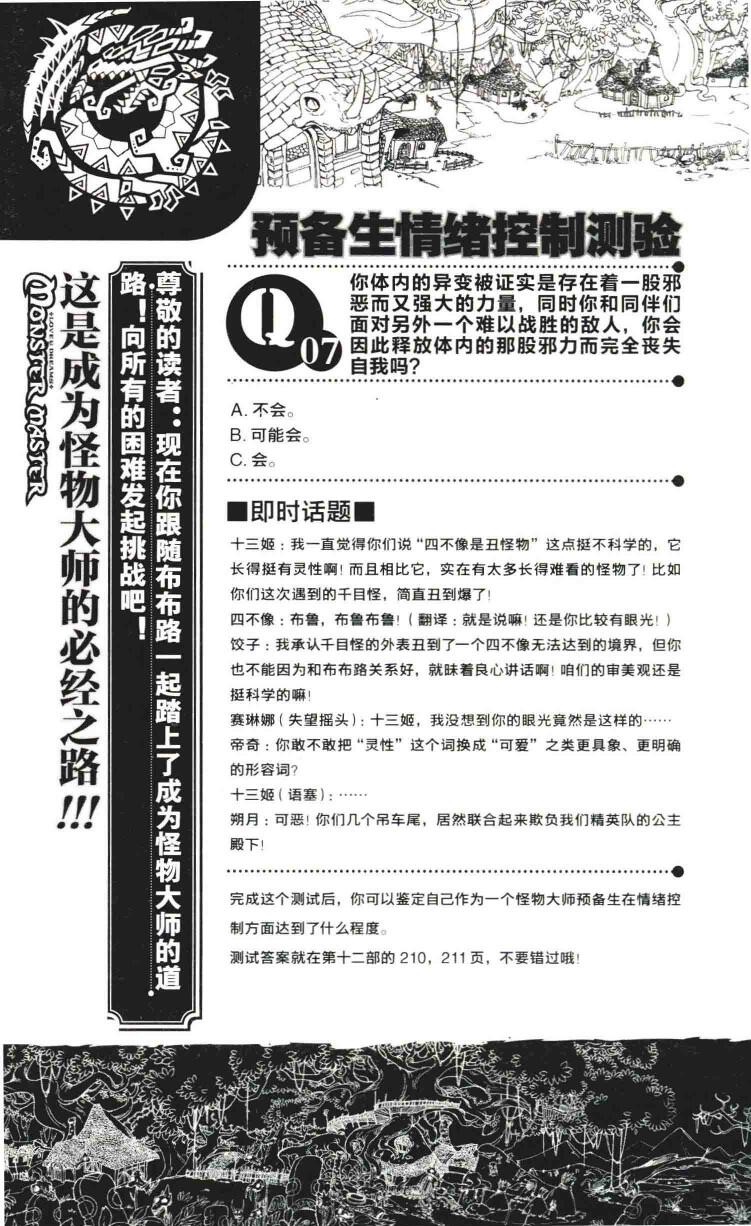 预备生情绪控制测验
Q
07
你体内的异变被证实是存在着一股邪
恶而又强大的力量，同时你和同伴们
面对另外一个难以战胜的敌人，你会
因此释放体内的那股邪力而完全丧失
自我吗？
A. 不会。
B. 可能会。
C. 会。
■即时话题■
十三姬：我一直觉得你们说“四不像是丑怪物”这点挺不科学的，它
长得挺有灵性啊！而且相比它，实在有太多长得难看的怪物了！比如
你们这次遇到的千目怪，简直丑到爆了！
四不像：布鲁，布鲁布鲁！（翻译：就是说嘛！还是你比较有眼光！）
饺子：我承认千目怪的外表丑到了一个四不像无法达到的境界，但你
也不能因为和布布路关系好，就昧着良心讲话啊！咱们的审美观还是
挺科学的嘛！
赛琳娜（失望摇头）：十三姬，我没想到你的眼光竟然是这样的……
帝奇：你敢不敢把“灵性”这个词换成“可爱”之类更具象、更明确
的形容词？
十三姬（语塞）：……
朔月：可恶！你们几个吊车尾，居然联合起来欺负我们精英队的公主
殿下！
完成这个测试后，你可以鉴定自己作为一个怪物大师预备生在情绪控
制方面达到了什么程度。
测试答案就在第十二部的 210，211 页，不要错过哦！
尊敬的读者：现在你跟随布布路一起踏上了成为怪物大师的道
路！向所有的困难发起挑战吧！
这是成为怪物大师的必经之路!!!
+LOVE & DREAMS+
MONSTER MASTER